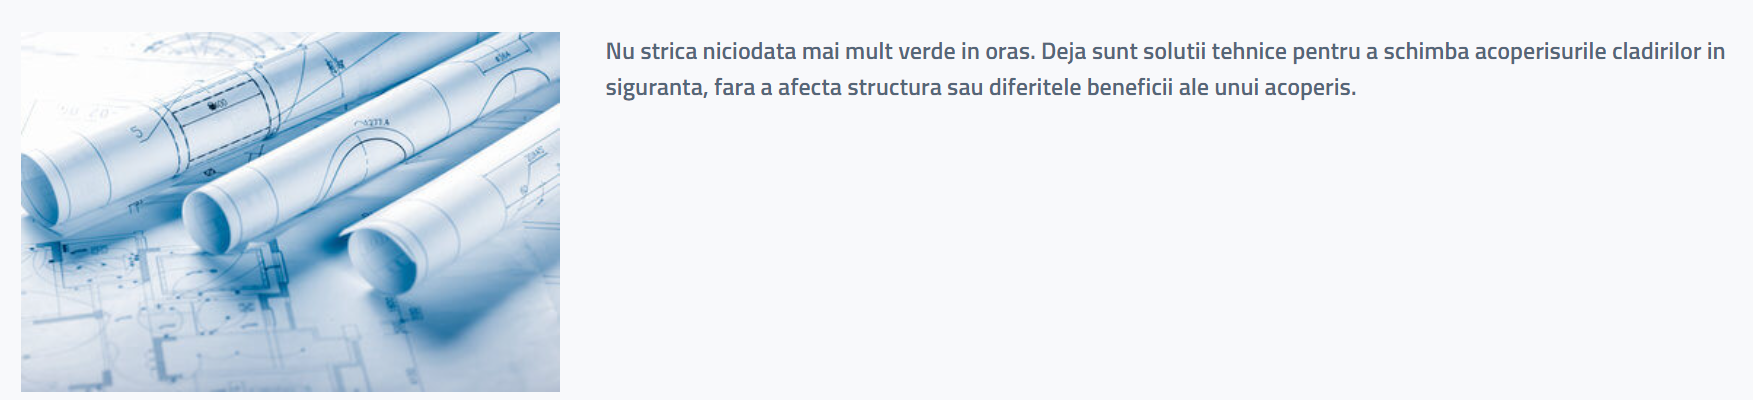 Nu strica niciodata mai mult verde in oras. Deja sunt solutii tehnice pentru a schimba acoperisurile cladirilor in
siguranta, fara a afecta structura sau diferitele beneficii ale unui acoperis.